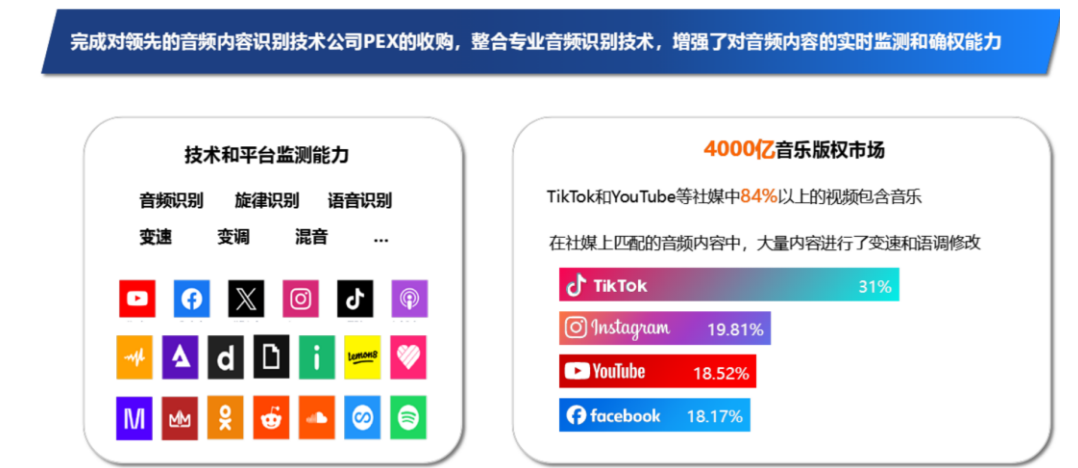 完成对领先的音频内容识别技术公司PEX的收购，整合专业音频识别技术，增强了对音频内容的实时监测和确权能力
技术和平台监测能力
音频识别 旋律识别 语音识别
变速 变调 混音 ...
lemon8
4000亿音乐版权市场
TikTok和YouTube等社媒中84%以上的视频包含音乐
在社媒上匹配的音频内容中，大量内容进行了变速和语调修改
TikTok 31%
Instagram 19.81%
YouTube 18.52%
facebook 18.17%